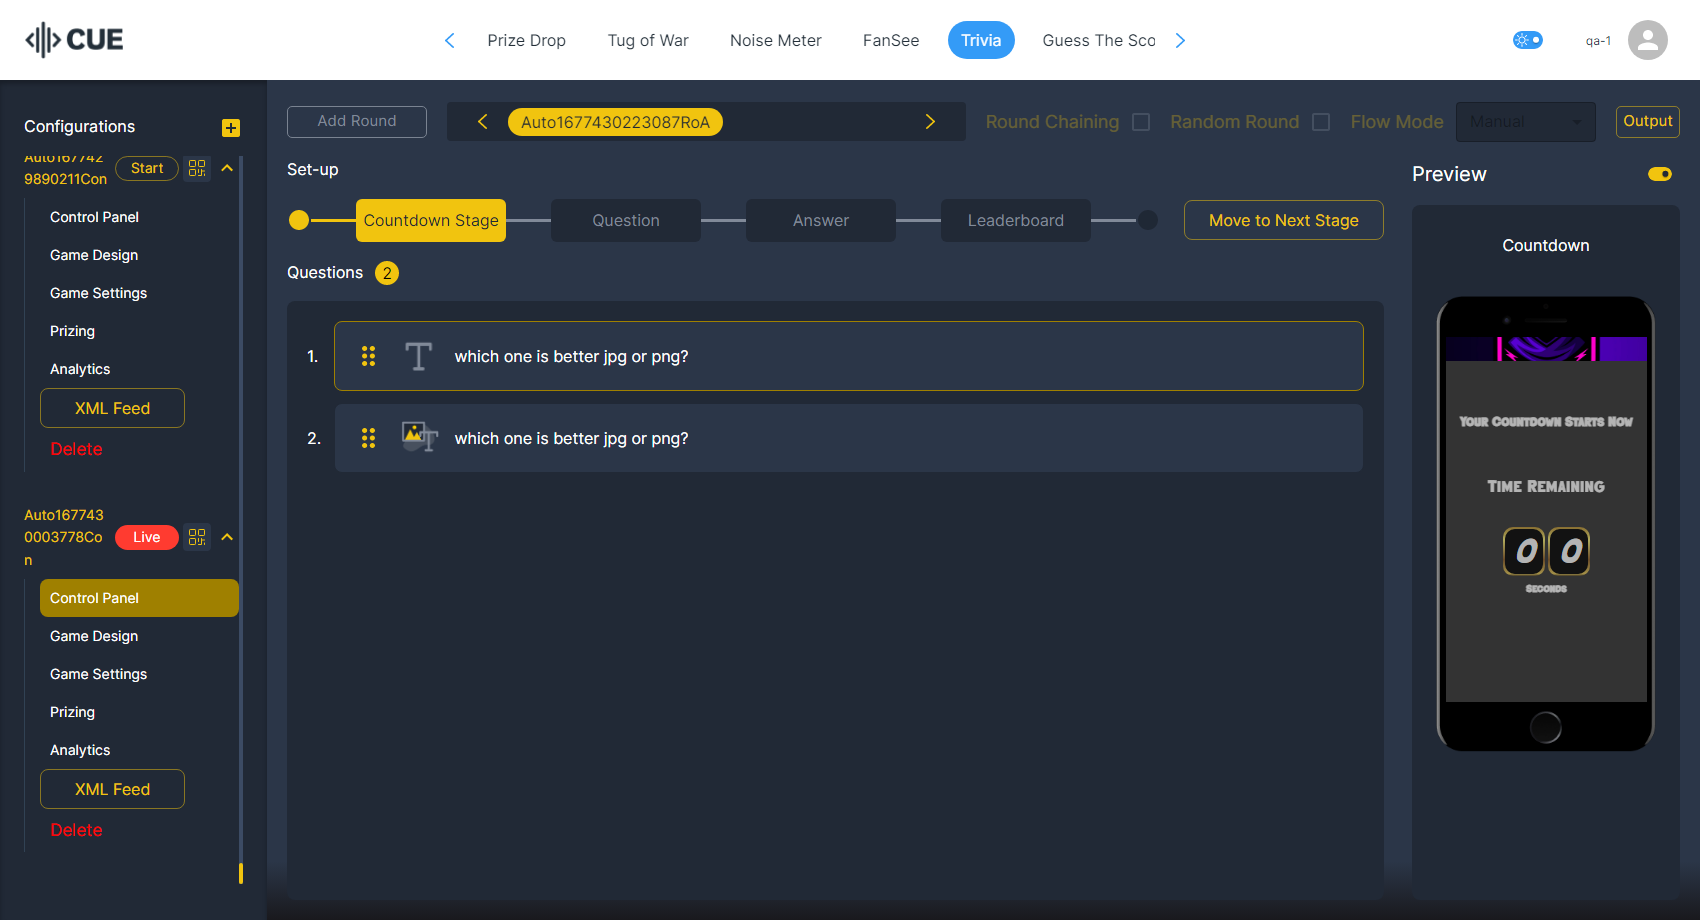 CUE
Prize Drop
Tug of War
Noise Meter
FanSee
Trivia
Guess The Sco
qa-1
Configurations
Auto167742
9890211Con
Start
Control Panel
Game Design
Game Settings
Prizing
Analytics
XML Feed
Delete
Auto167743
0003778Co
n
Live
Control Panel
Game Design
Game Settings
Prizing
Analytics
XML Feed
Delete
Add Round
Auto1677430223087RoA
Round Chaining
Random Round
Flow Mode
Manual
Output
Set-up
Countdown Stage
Question
Answer
Leaderboard
Move to Next Stage
Questions 2
1. which one is better jpg or png?
2. which one is better jpg or png?
Preview
Countdown
Your Countdown Starts Now
Time Remaining
0 0
Seconds